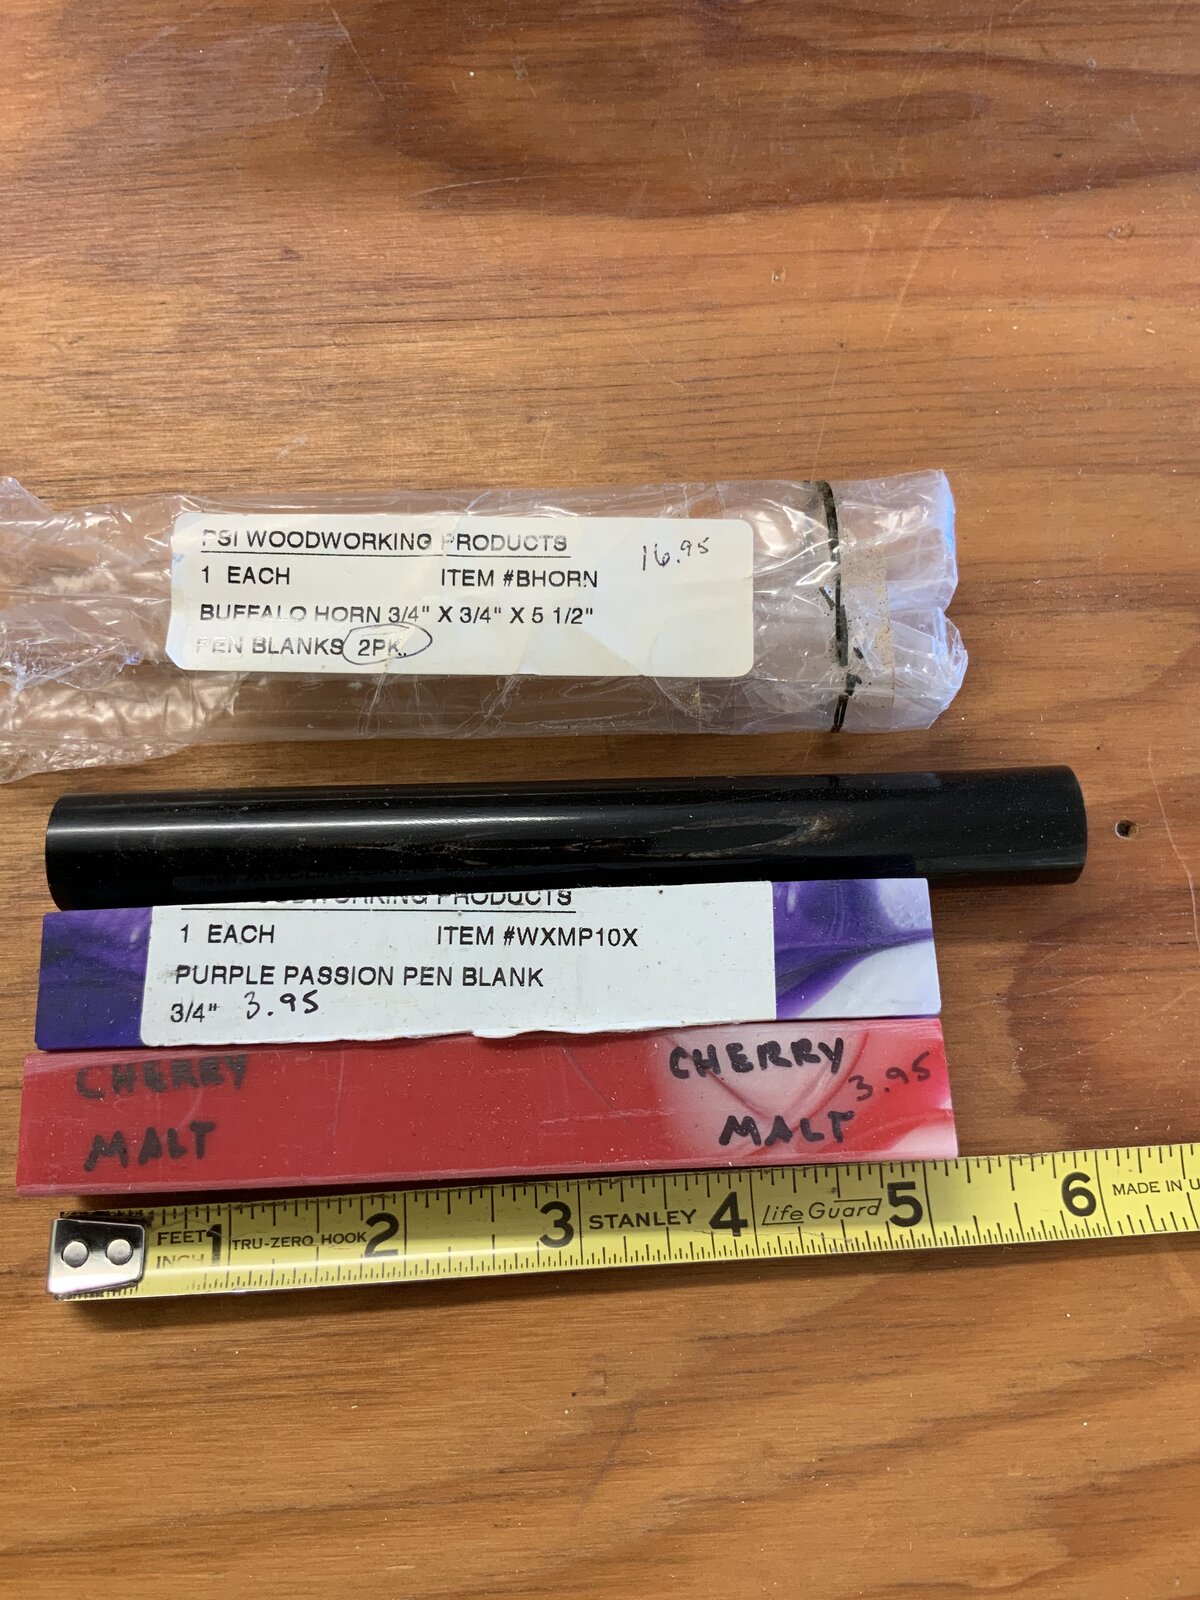 PSI WOODWORKING PRODUCTS 16.95
1 EACH ITEM #BHORN
BUFFALO HORN 3/4" X 3/4" X 5 1/2"
PEN BLANKS 2PK.
WOODWORKING PRODUCTS
1 EACH ITEM #WXMP10X
PURPLE PASSION PEN BLANK
3/4" 3.95
CHERRY CHERRY 3.95
MALT MALT
FEET 1 TRU-ZERO HOOK 2 3 STANLEY 4 LifeGuard 5 6 MADE IN U
INCH